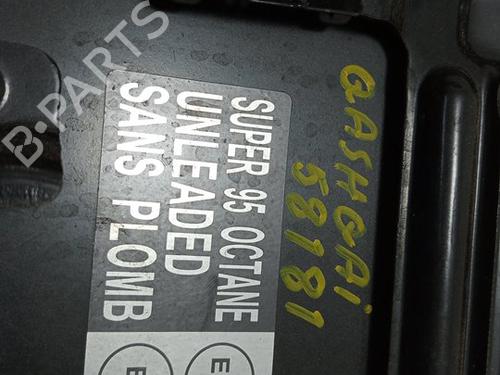 B-PARTS
SUPER 95 OCTANE
UNLEADED
SANS PLOMB
E
E
QASHQAI
58181